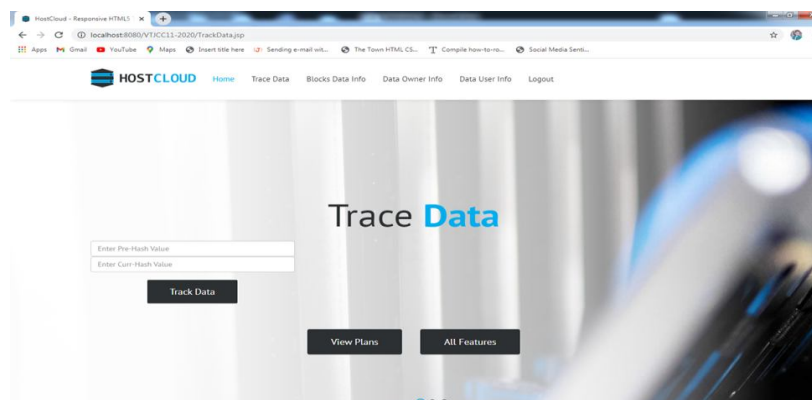 HostCloud - Responsive HTML5
localhost:8080/VTJCC11-2020/TrackData.jsp
Apps Gmail YouTube Maps Insert title here Sending e-mail wit... The Town HTML CS... Compile how-to-ro... Social Media Senti...
HOSTCLOUD Home Trace Data Blocks Data Info Data Owner Info Data User Info Logout
Trace Data
Enter Pre-Hash Value
Enter Curr-Hash Value
Track Data
View Plans All Features